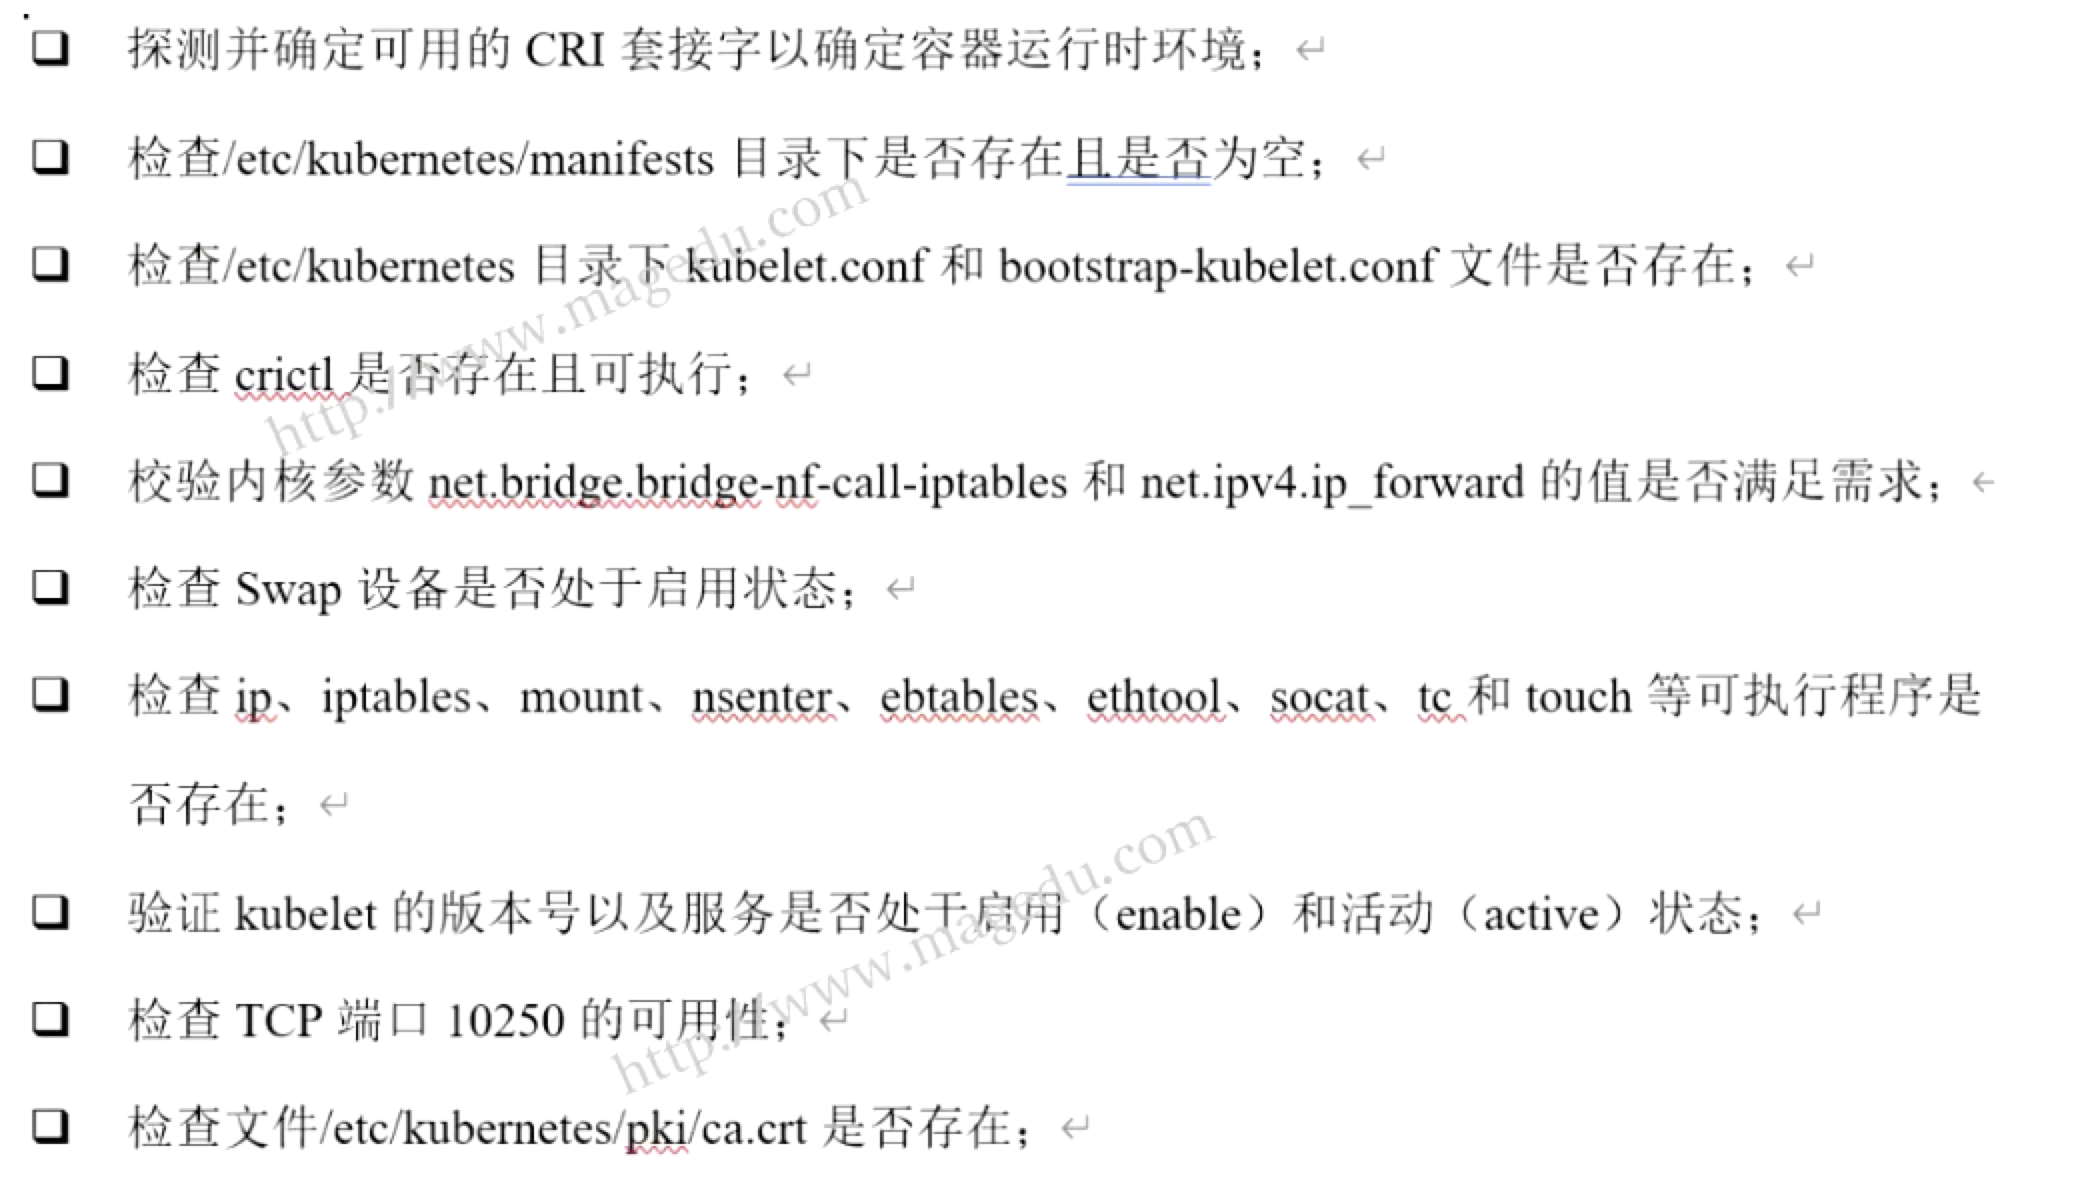 探测并确定可用的 CRI 套接字以确定容器运行时环境；
检查/etc/kubernetes/manifests 目录下是否存在且是否为空；
检查/etc/kubernetes 目录下 kubelet.conf 和 bootstrap-kubelet.conf 文件是否存在；
检查 crictl 是否存在且可执行；
校验内核参数 net.bridge.bridge-nf-call-iptables 和 net.ipv4.ip_forward 的值是否满足需求；
检查 Swap 设备是否处于启用状态；
检查 ip、iptables、mount、nsenter、ebtables、ethtool、socat、tc 和 touch 等可执行程序是
否存在；
验证 kubelet 的版本号以及服务是否处于启用（enable）和活动（active）状态；
检查 TCP 端口 10250 的可用性；
检查文件/etc/kubernetes/pki/ca.crt 是否存在；
http://www.magedu.com
http://www.magedu.com